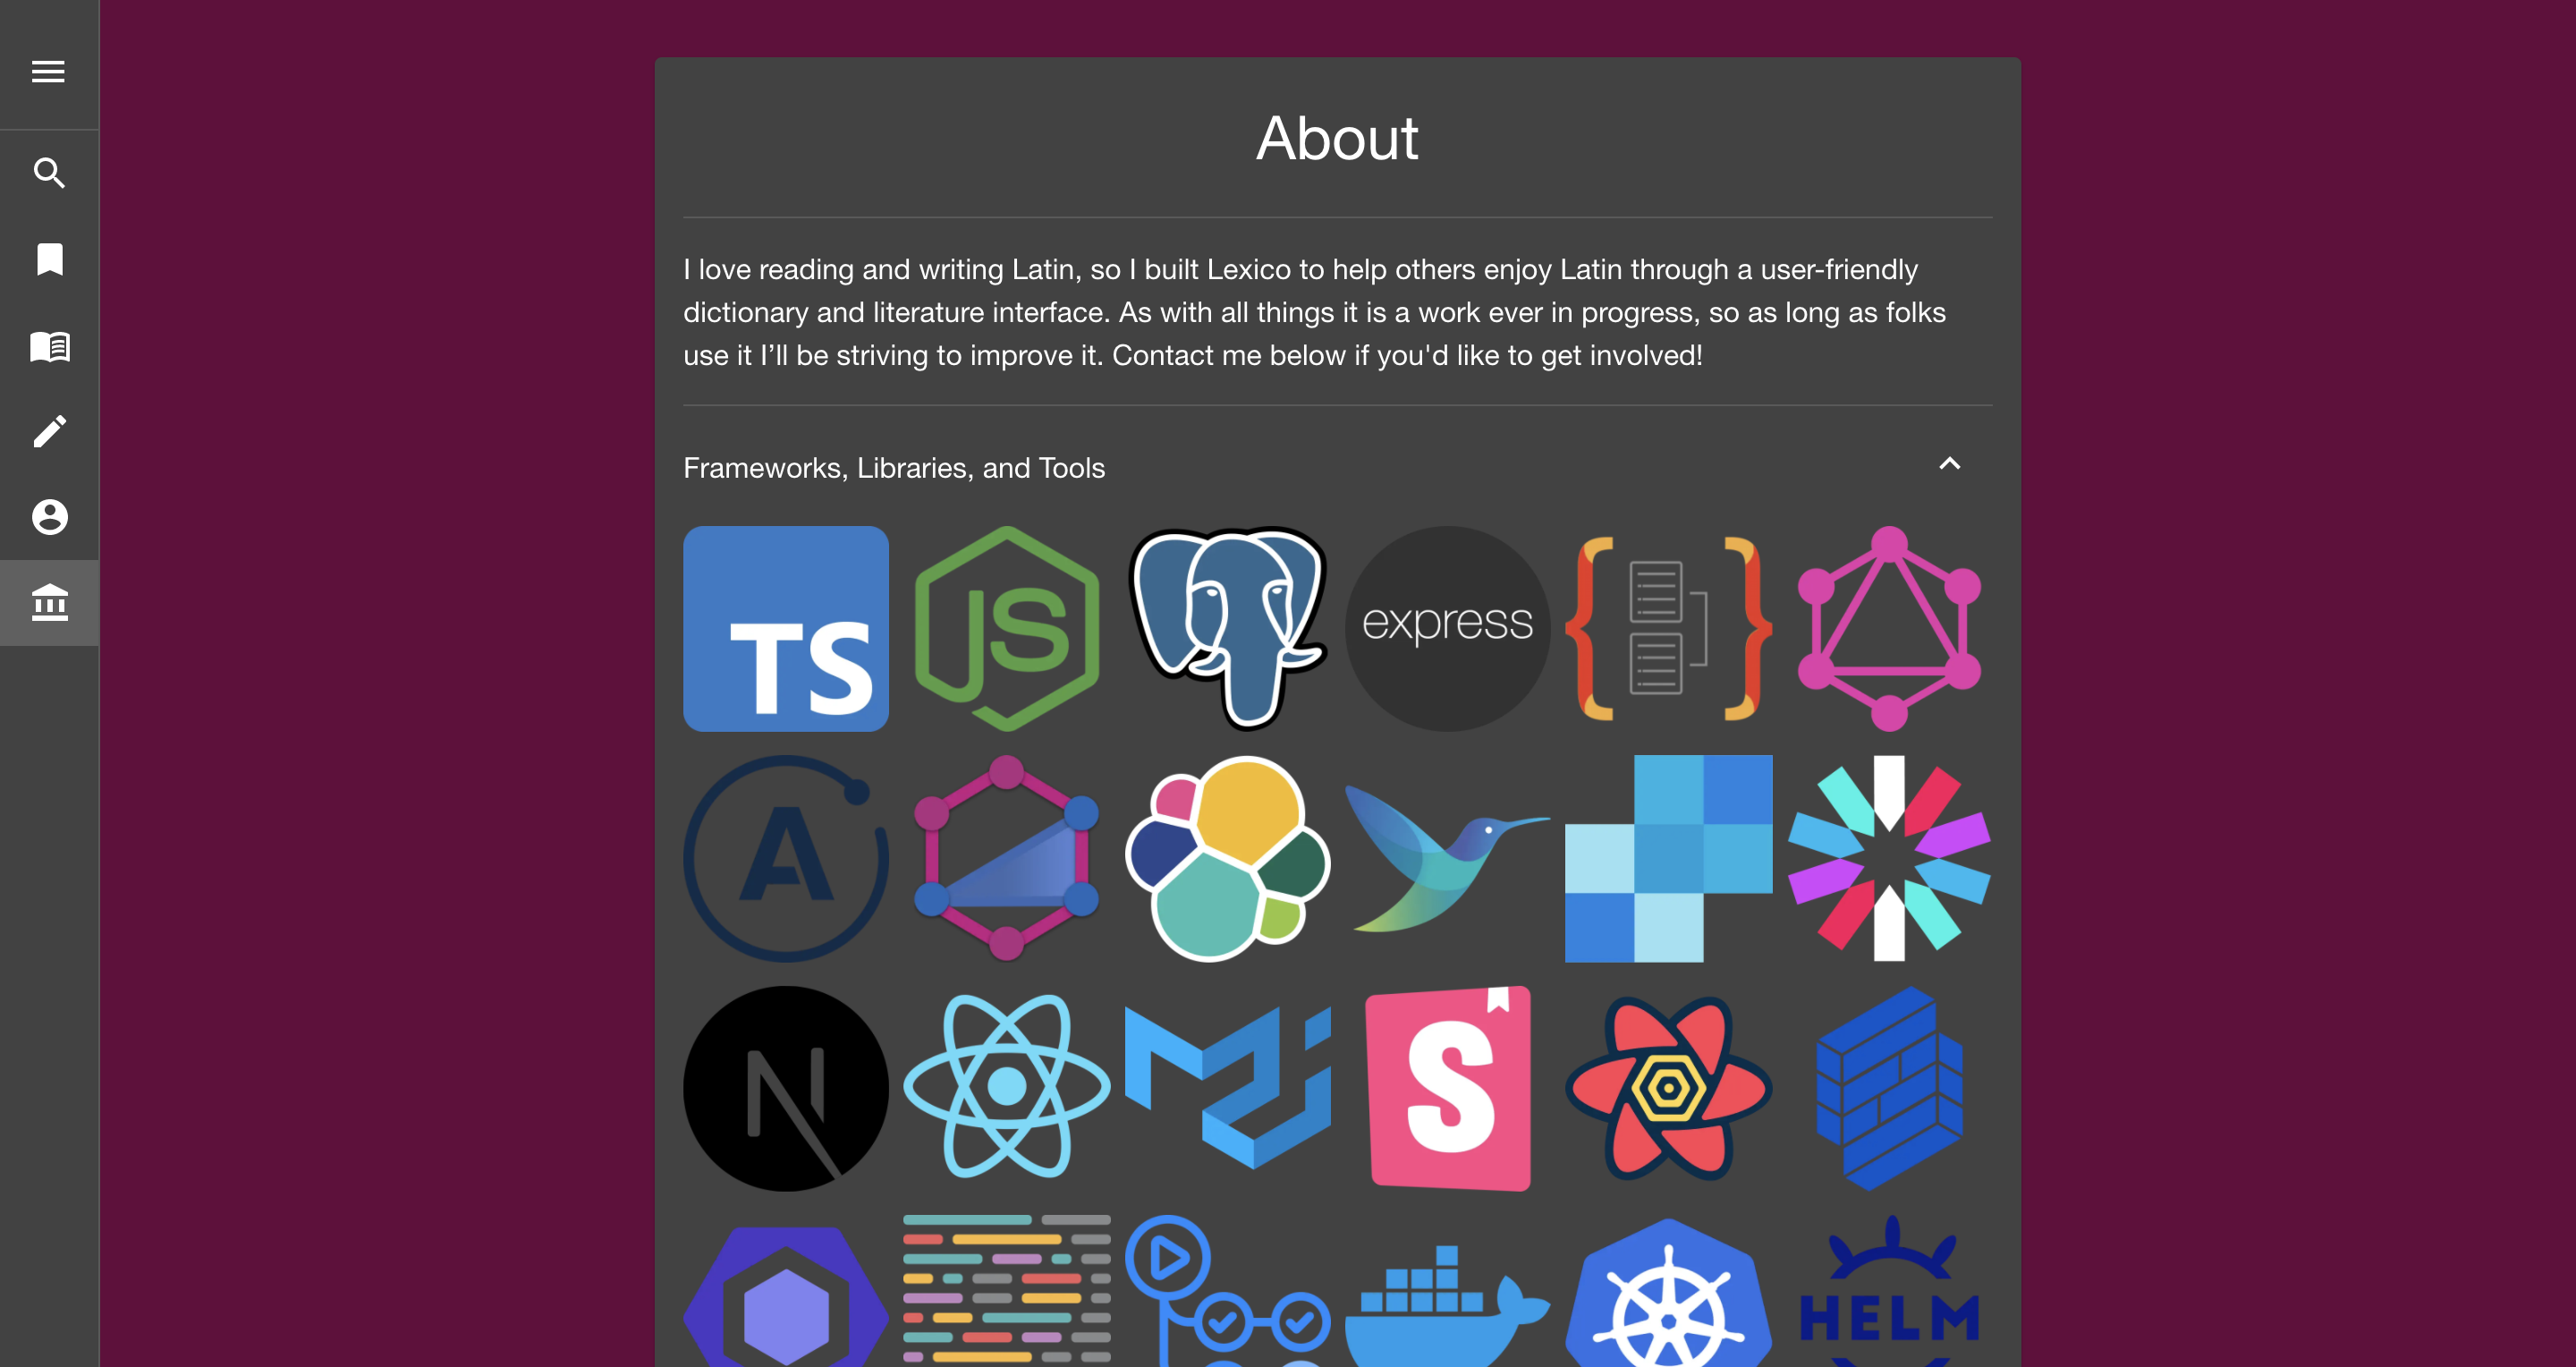 About
I love reading and writing Latin, so I built Lexico to help others enjoy Latin through a user-friendly
dictionary and literature interface. As with all things it is a work ever in progress, so as long as folks
use it I’ll be striving to improve it. Contact me below if you'd like to get involved!
Frameworks, Libraries, and Tools
TS
JS
express
A
N
S
HELM